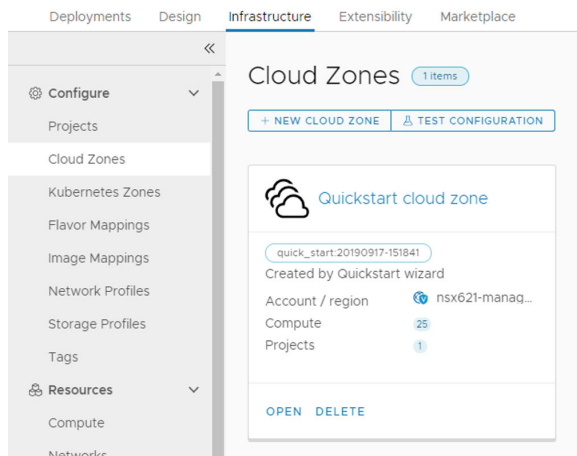 Deployments Design Infrastructure Extensibility Marketplace
«
Configure
Projects
Cloud Zones
Kubernetes Zones
Flavor Mappings
Image Mappings
Network Profiles
Storage Profiles
Tags
Resources
Compute
Networks
Cloud Zones 1 items
+ NEW CLOUD ZONE TEST CONFIGURATION
Quickstart cloud zone
quick_start:20190917-151841
Created by Quickstart wizard
Account / region nsx621-manag...
Compute 25
Projects 1
OPEN DELETE